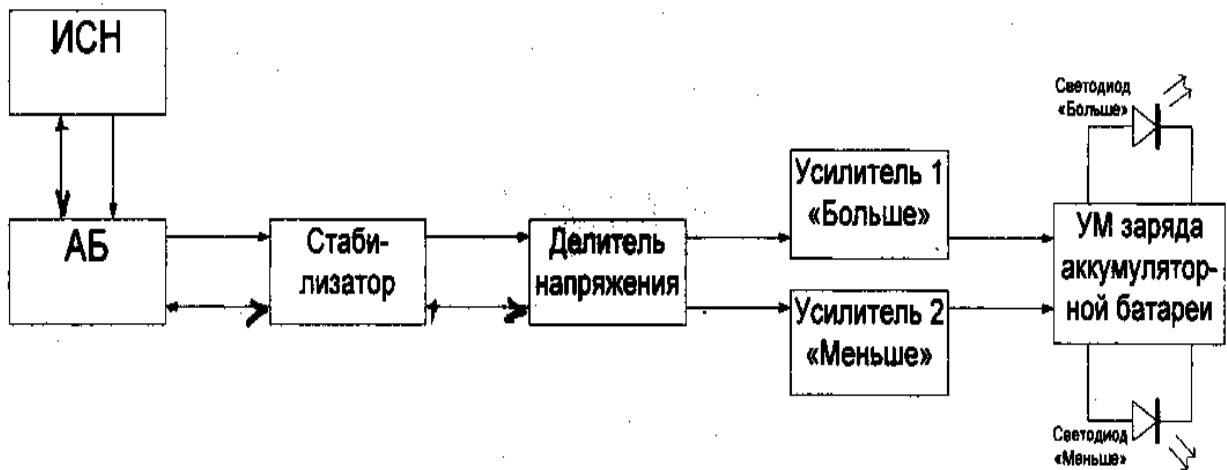 ИСН
АБ
Стаби-
лизатор
Делитель
напряжения
Усилитель 1
«Больше»
Усилитель 2
«Меньше»
Светодиод
«Больше»
УМ заряда
аккумулятор-
ной батареи
Светодиод
«Меньше»